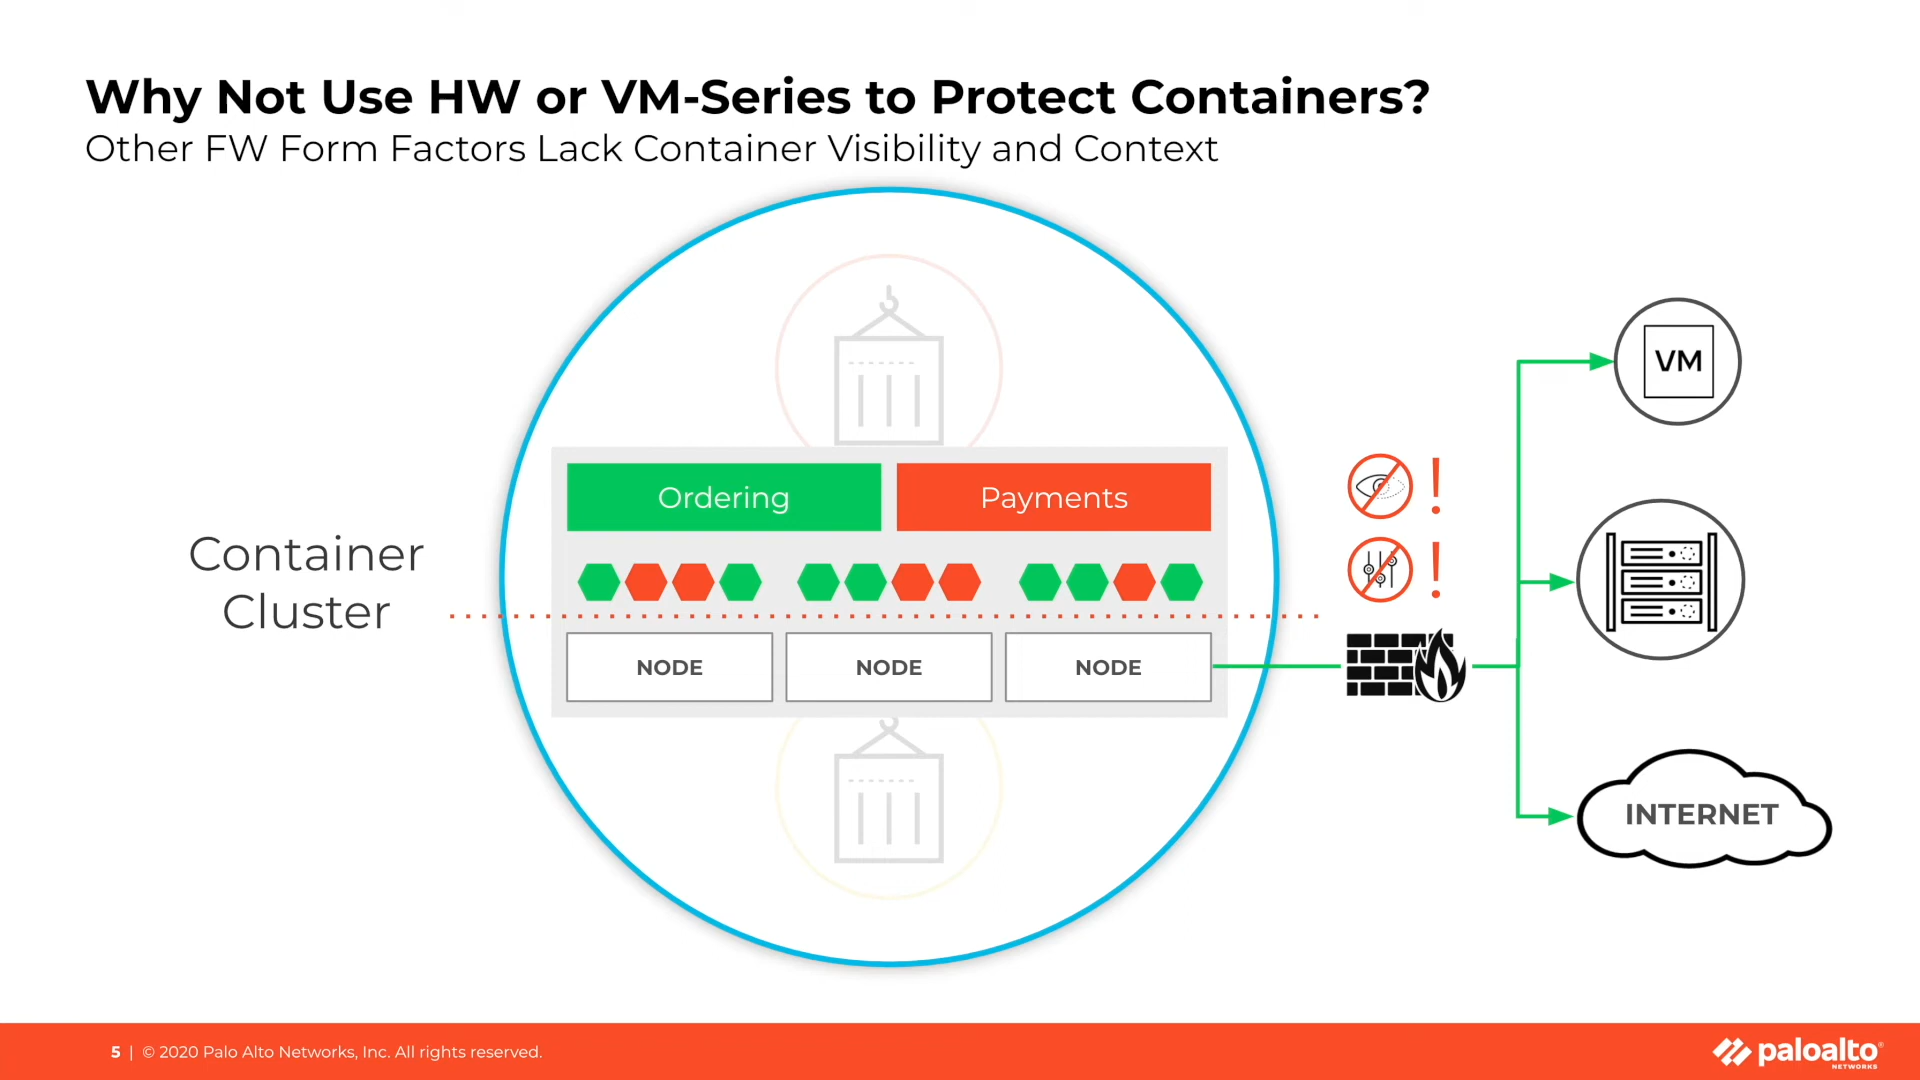 Why Not Use HW or VM-Series to Protect Containers?
Other FW Form Factors Lack Container Visibility and Context
VM
Ordering
Payments
!
Container
Cluster
!
NODE
NODE
NODE
INTERNET
5 | © 2020 Palo Alto Networks, Inc. All rights reserved.
paloalto®
NETWORKS